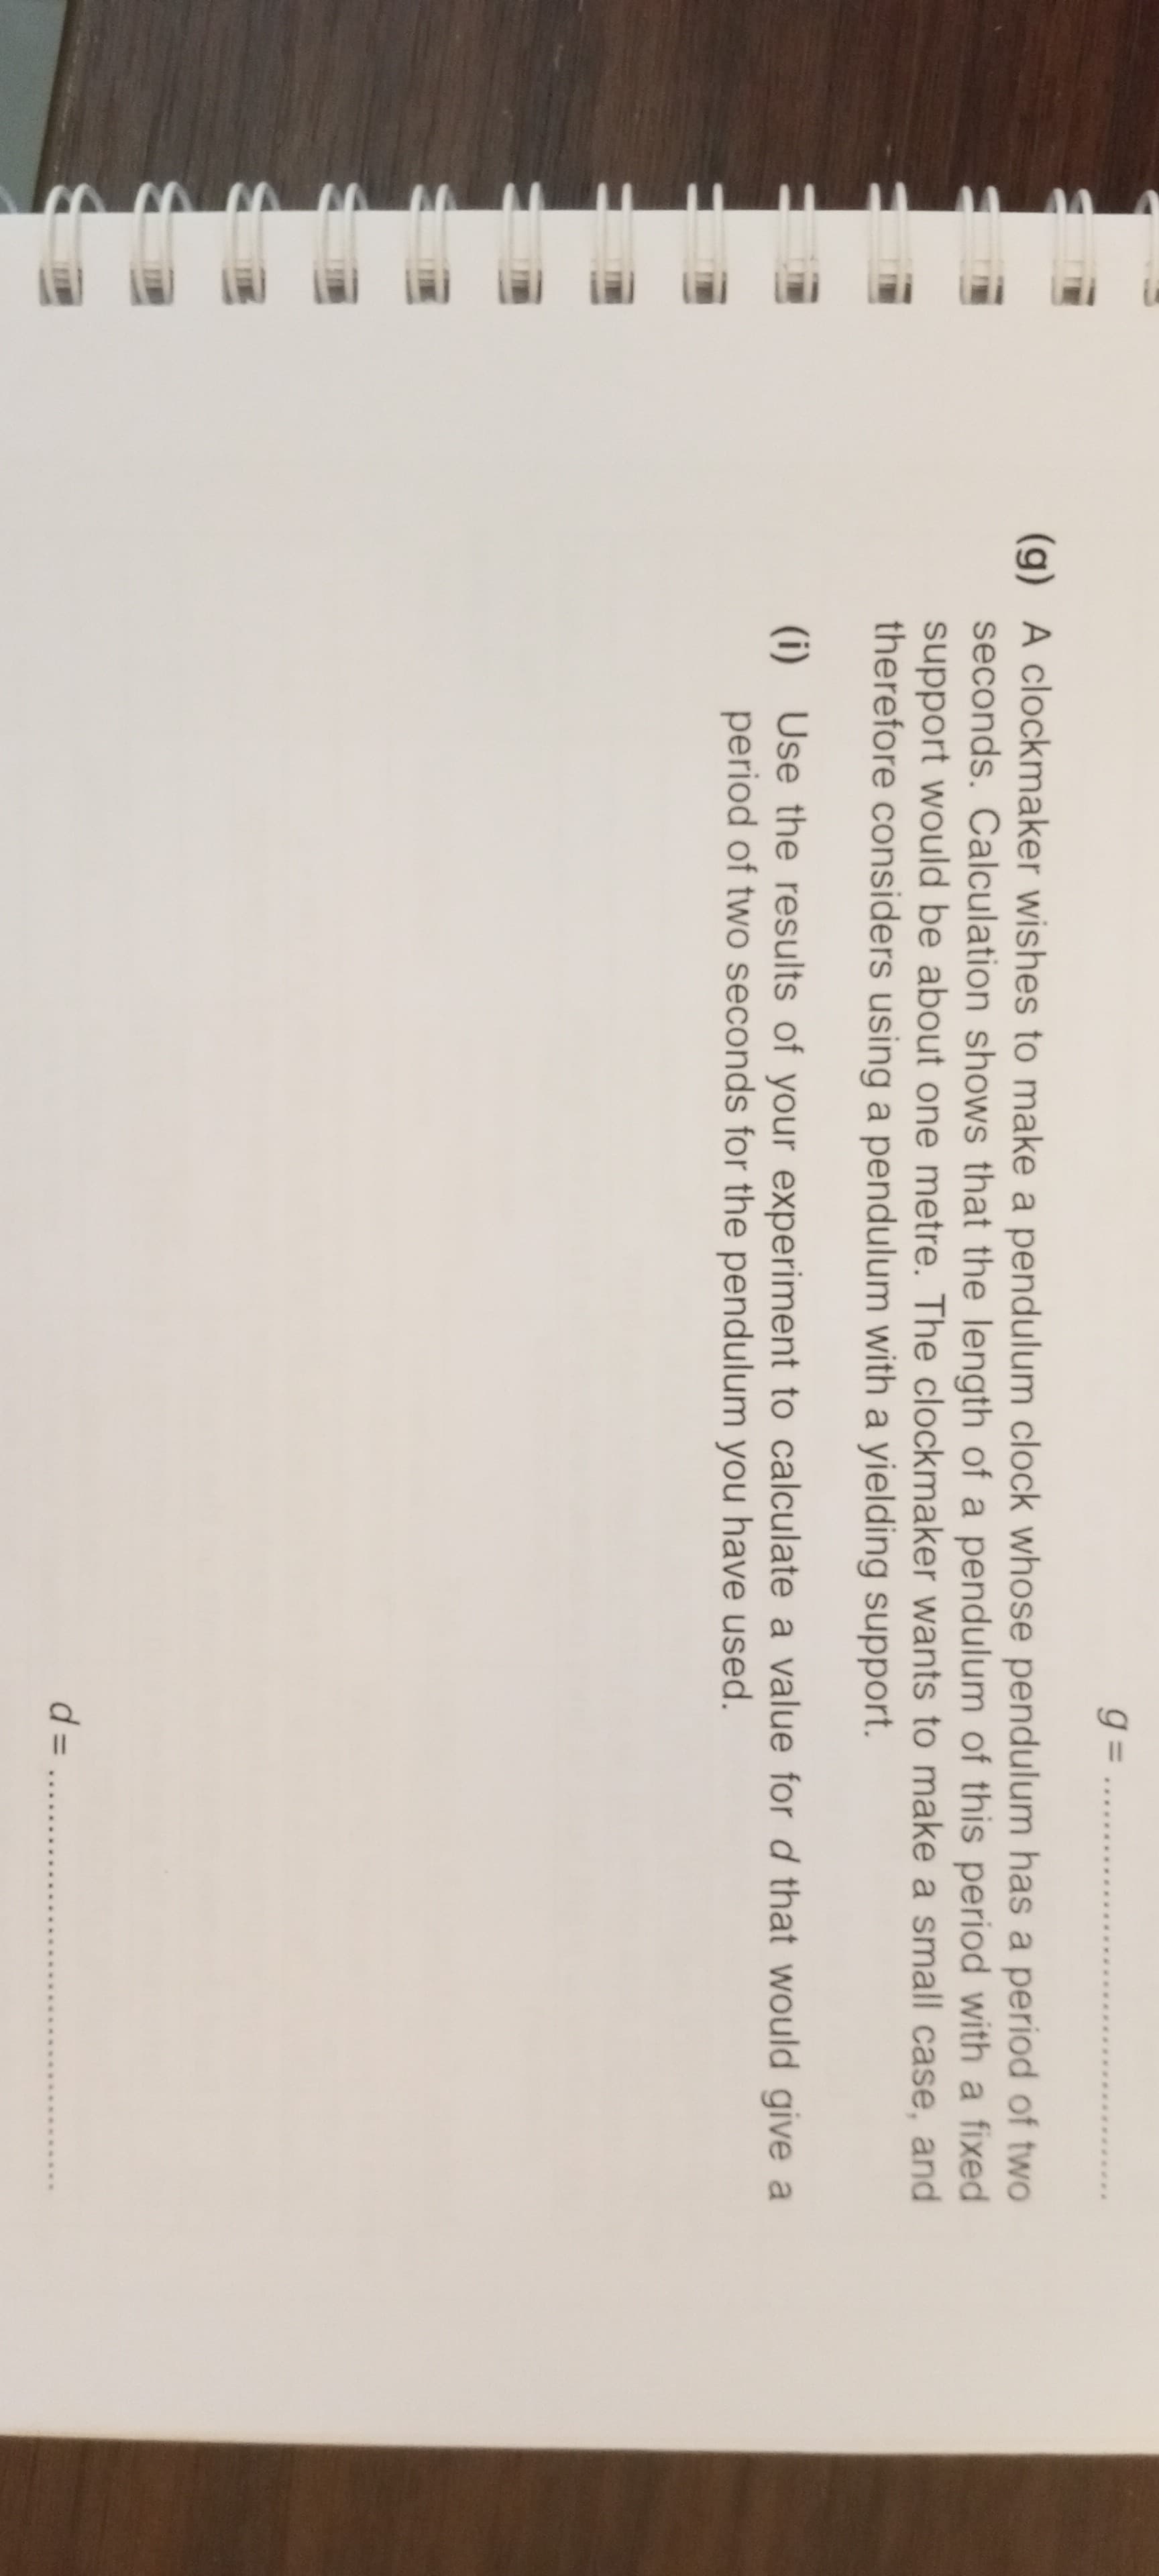 g = ........................................
(g) A clockmaker wishes to make a pendulum clock whose pendulum has a period of two
seconds. Calculation shows that the length of a pendulum of this period with a fixed
support would be about one metre. The clockmaker wants to make a small case, and
therefore considers using a pendulum with a yielding support.
(i) Use the results of your experiment to calculate a value for d that would give a
period of two seconds for the pendulum you have used.
d = ........................................